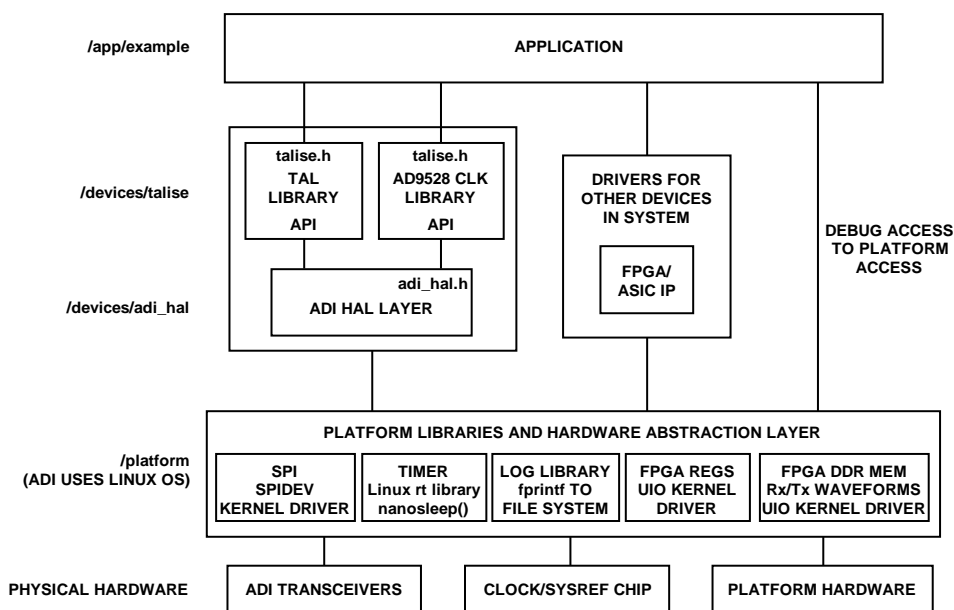 /app/example
APPLICATION
talise.h
TAL
LIBRARY
API
talise.h
AD9528 CLK
LIBRARY
API
/devices/talise
DRIVERS FOR
OTHER DEVICES
IN SYSTEM
FPGA/
ASIC IP
DEBUG ACCESS
TO PLATFORM
ACCESS
/devices/adi_hal
adi_hal.h
ADI HAL LAYER
PLATFORM LIBRARIES AND HARDWARE ABSTRACTION LAYER
/platform
(ADI USES LINUX OS)
SPI
SPIDEV
KERNEL DRIVER
TIMER
Linux rt library
nanosleep()
LOG LIBRARY
fprintf TO
FILE SYSTEM
FPGA REGS
UIO KERNEL
DRIVER
FPGA DDR MEM
Rx/Tx WAVEFORMS
UIO KERNEL DRIVER
PHYSICAL HARDWARE
ADI TRANSCEIVERS
CLOCK/SYSREF CHIP
PLATFORM HARDWARE